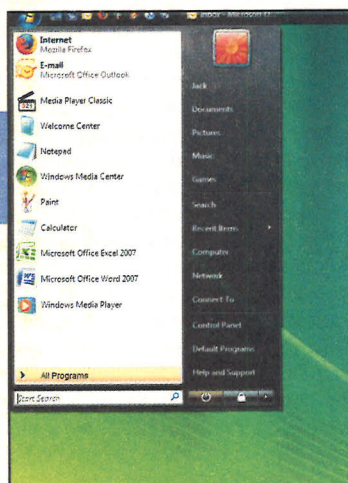 Inbox - Microsoft O...
Internet
Mozilla Firefox
E-mail
Microsoft Office Outlook
Media Player Classic
Welcome Center
Notepad
Windows Media Center
Paint
Calculator
Microsoft Office Excel 2007
Microsoft Office Word 2007
Windows Media Player
All Programs
Start Search
Jack
Documents
Pictures
Music
Games
Search
Recent Items
Computer
Network
Connect To
Control Panel
Default Programs
Help and Support